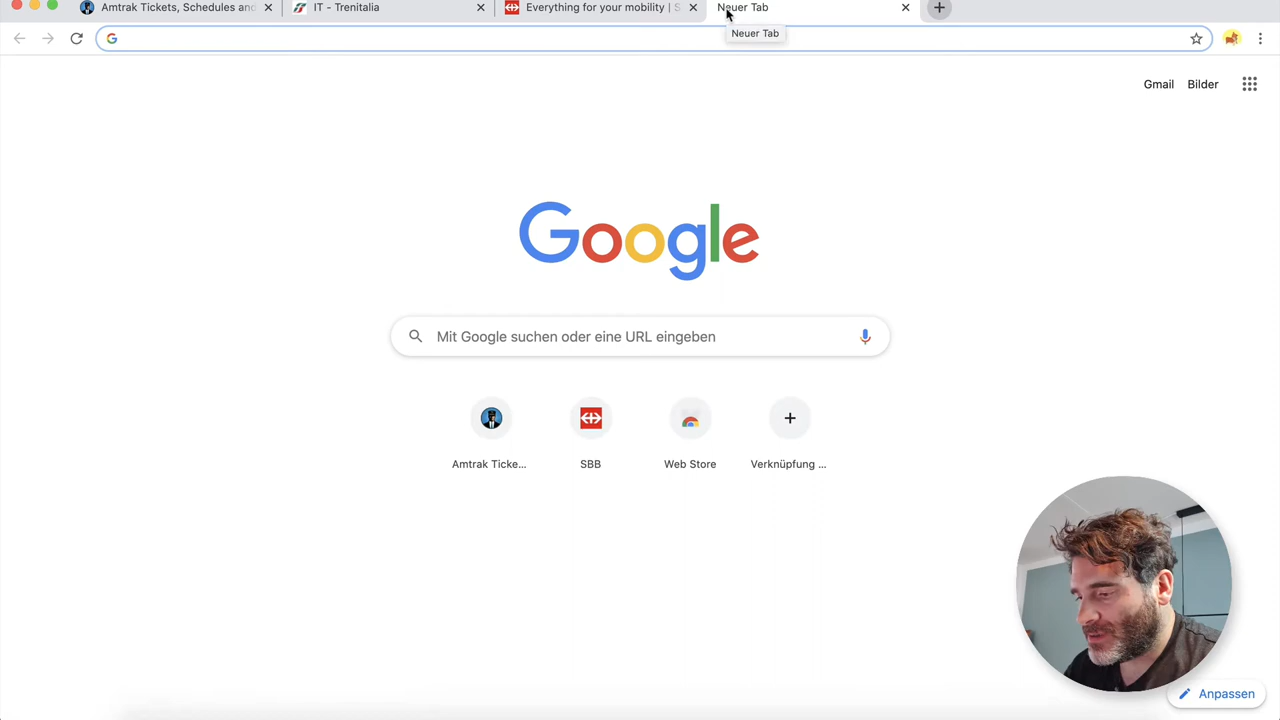 Amtrak Tickets, Schedules and
IT - Trenitalia
Everything for your mobility | S
Neuer Tab
Neuer Tab
Gmail
Bilder
Google
Mit Google suchen oder eine URL eingeben
Amtrak Ticke...
SBB
Web Store
Verknüpfung ...
Anpassen